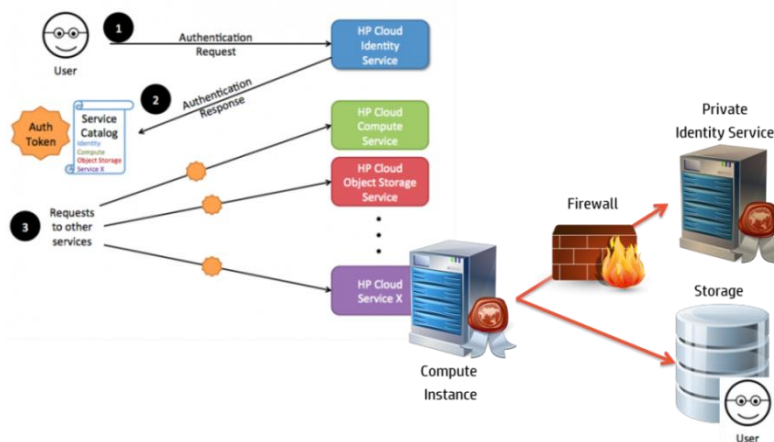 1
Authentication
Request
User
HP Cloud
Identity
Service
2
Authentication
Response
Auth
Token
Service
Catalog
Identity
Compute
Object Storage
Service X
HP Cloud
Compute
Service
HP Cloud
Object Storage
Service
3
Requests
to other
services
HP Cloud
Service X
Compute
Instance
Firewall
Private
Identity Service
Storage
User